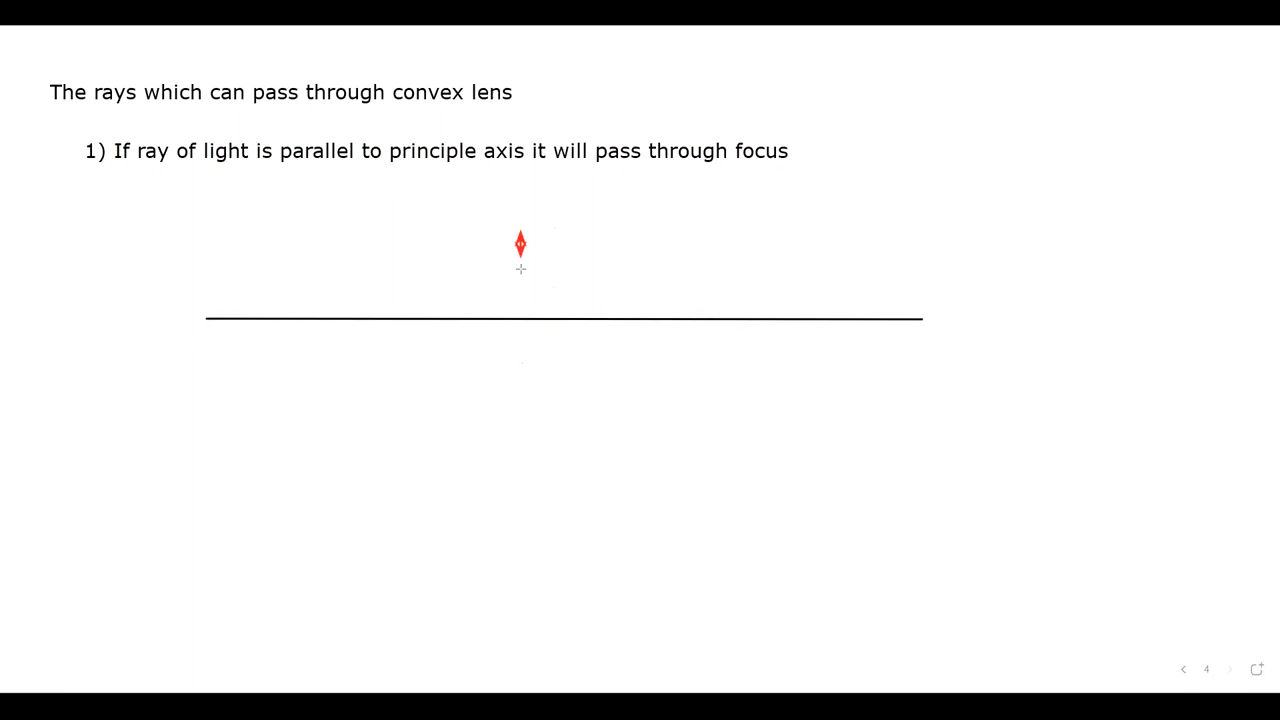 The rays which can pass through convex lens
1) If ray of light is parallel to principle axis it will pass through focus
4